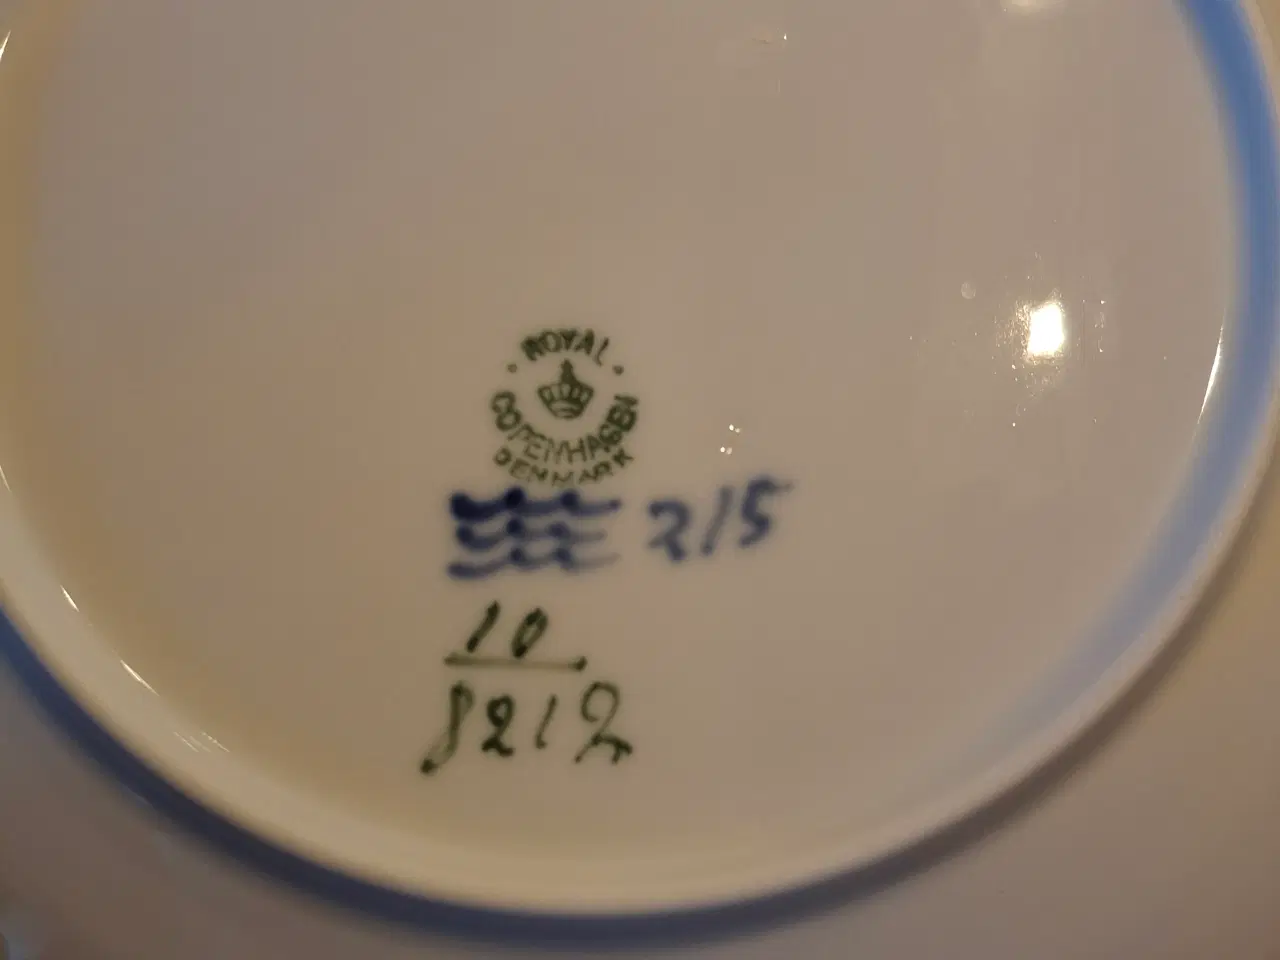 ROYAL
COPENHAGEN
DENMARK
215
10
8212